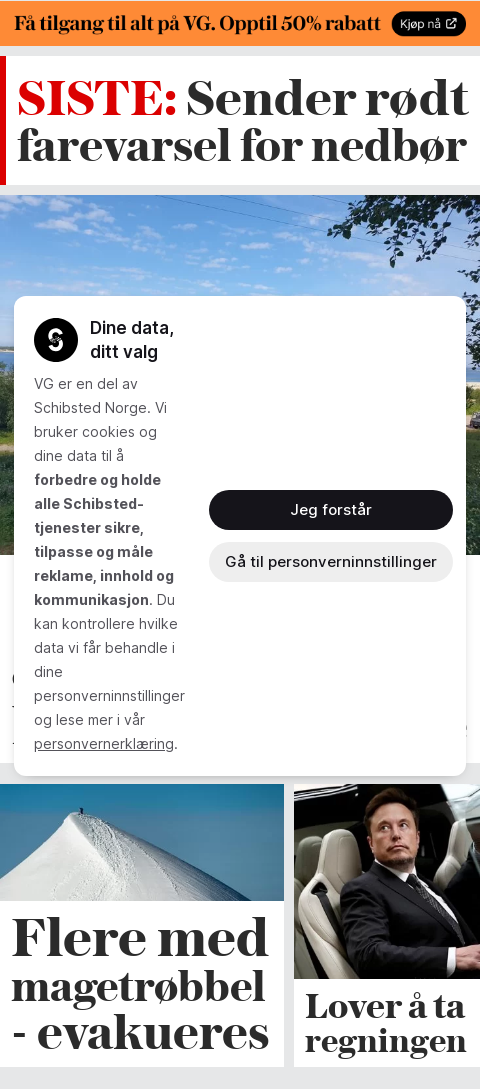 Få tilgang til alt på VG. Opptil 50% rabatt
Kjøp nå
SISTE: Sender rødt
farevarsel for nedbør
Dine data,
ditt valg
VG er en del av
Schibsted Norge. Vi
bruker cookies og
dine data til å
forbedre og holde
alle Schibsted-
tjenester sikre,
tilpasse og måle
reklame, innhold og
kommunikasjon. Du
kan kontrollere hvilke
data vi får behandle i
dine
personverninnstillinger
og lese mer i vår
personvernerklæring.
Jeg forstår
Gå til personverninnstillinger
Flere med
magetrøbbel
- evakueres
Lover å ta
regningen